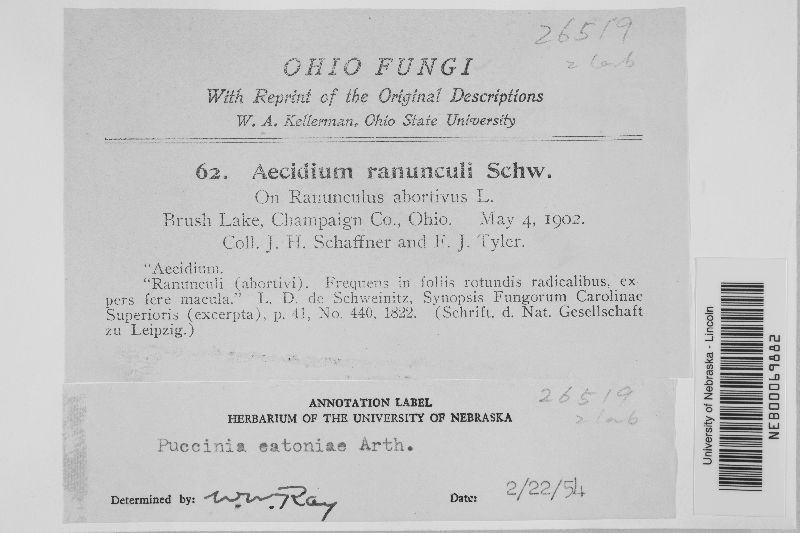 26519
OHIO FUNGI
With Reprint of the Original Descriptions
W. A. Kellerman, Ohio State University
62. Aecidium ranunculi Schw.
On Ranunculus abortivus L.
Brush Lake, Champaign Co., Ohio. May 4, 1902.
Coll. J. H. Schaffner and F. J. Tyler.
"Aecidium.
"Ranunculi (abortivi). Frequens in foliis rotundis radicalibus, ex-
pers fere macula." L. D. de Schweinitz, Synopsis Fungorum Carolinae
Superioris (excerpta), p. 41, No. 440, 1822. (Schrift. d. Nat. Gesellschaft
zu Leipzig.)
26519
ANNOTATION LABEL
HERBARIUM OF THE UNIVERSITY OF NEBRASKA
Puccinia eatoniae Arth.
Determined by: W.W. Ray Date: 2/22/54
University of Nebraska - Lincoln
NEB00069882